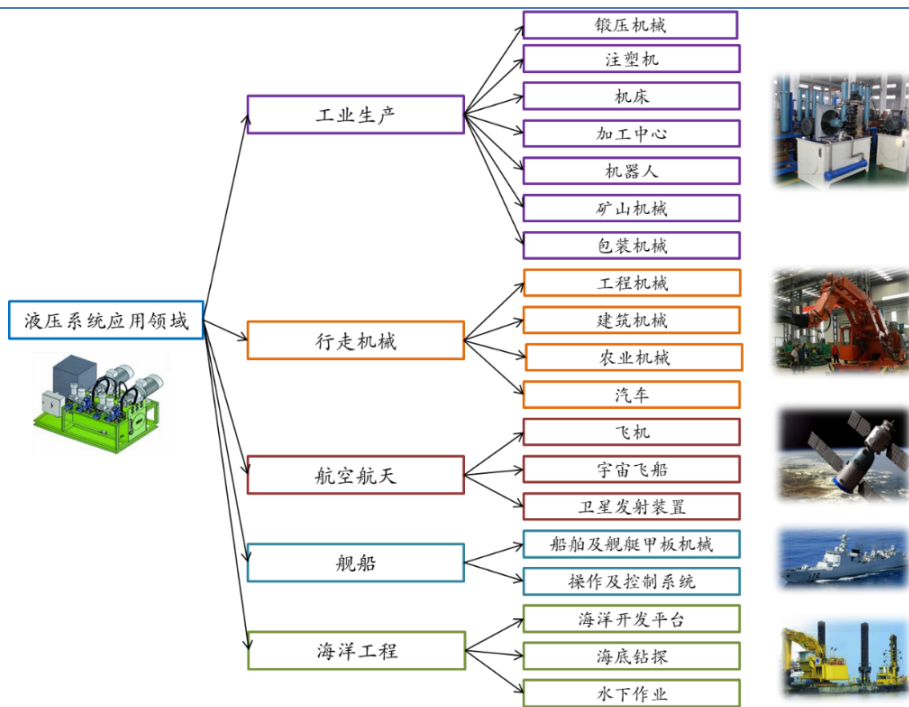 液压系统应用领域
工业生产
锻压机械
注塑机
机床
加工中心
机器人
矿山机械
包装机械
行走机械
工程机械
建筑机械
农业机械
汽车
航空航天
飞机
宇宙飞船
卫星发射装置
舰船
船舶及舰艇甲板机械
操作及控制系统
海洋工程
海洋开发平台
海底钻探
水下作业